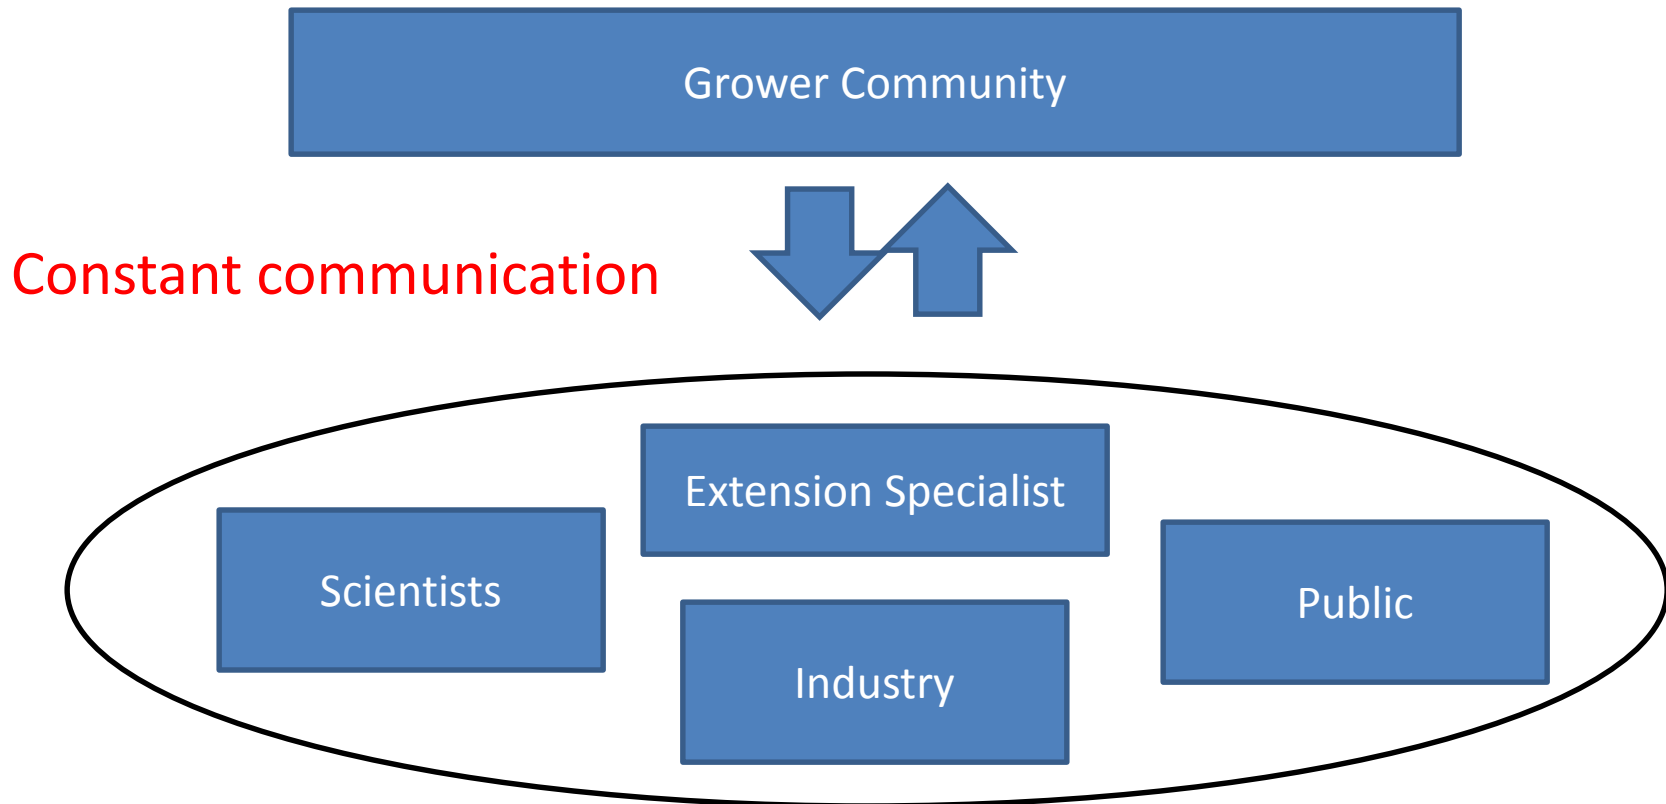 Grower Community
Constant communication
Extension Specialist
Scientists
Public
Industry